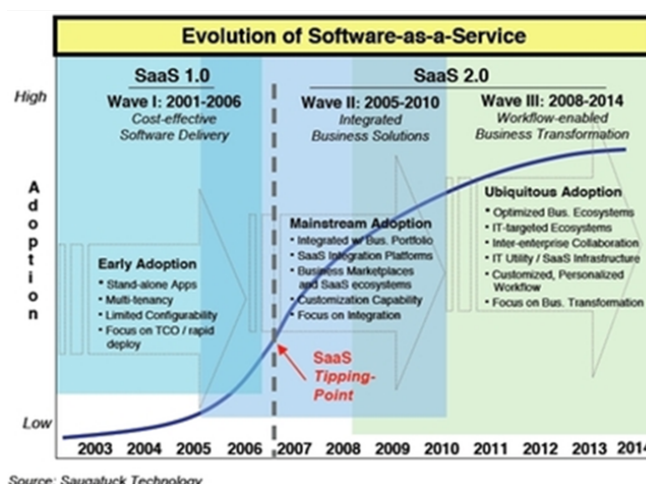 Evolution of Software-as-a-Service
SaaS 1.0
SaaS 2.0
High
Wave I: 2001-2006
Cost-effective
Software Delivery
Wave II: 2005-2010
Integrated
Business Solutions
Wave III: 2008-2014
Workflow-enabled
Business Transformation
Adoption
Early Adoption
• Stand-alone Apps
• Multi-tenancy
• Limited Configurability
• Focus on TCO / rapid
deploy
Mainstream Adoption
• Integrated w/ Bus. Portfolio
• SaaS Integration Platforms
• Business Marketplaces
and SaaS ecosystems
• Customization Capability
• Focus on Integration
Ubiquitous Adoption
• Optimized Bus. Ecosystems
• IT-targeted Ecosystems
• Inter-enterprise Collaboration
• IT Utility / SaaS Infrastructure
• Customized, Personalized
Workflow
• Focus on Bus. Transformation
SaaS
Tipping-
Point
Low
2003 2004 2005 2006 2007 2008 2009 2010 2011 2012 2013 2014
Source: Saugatuck Technology